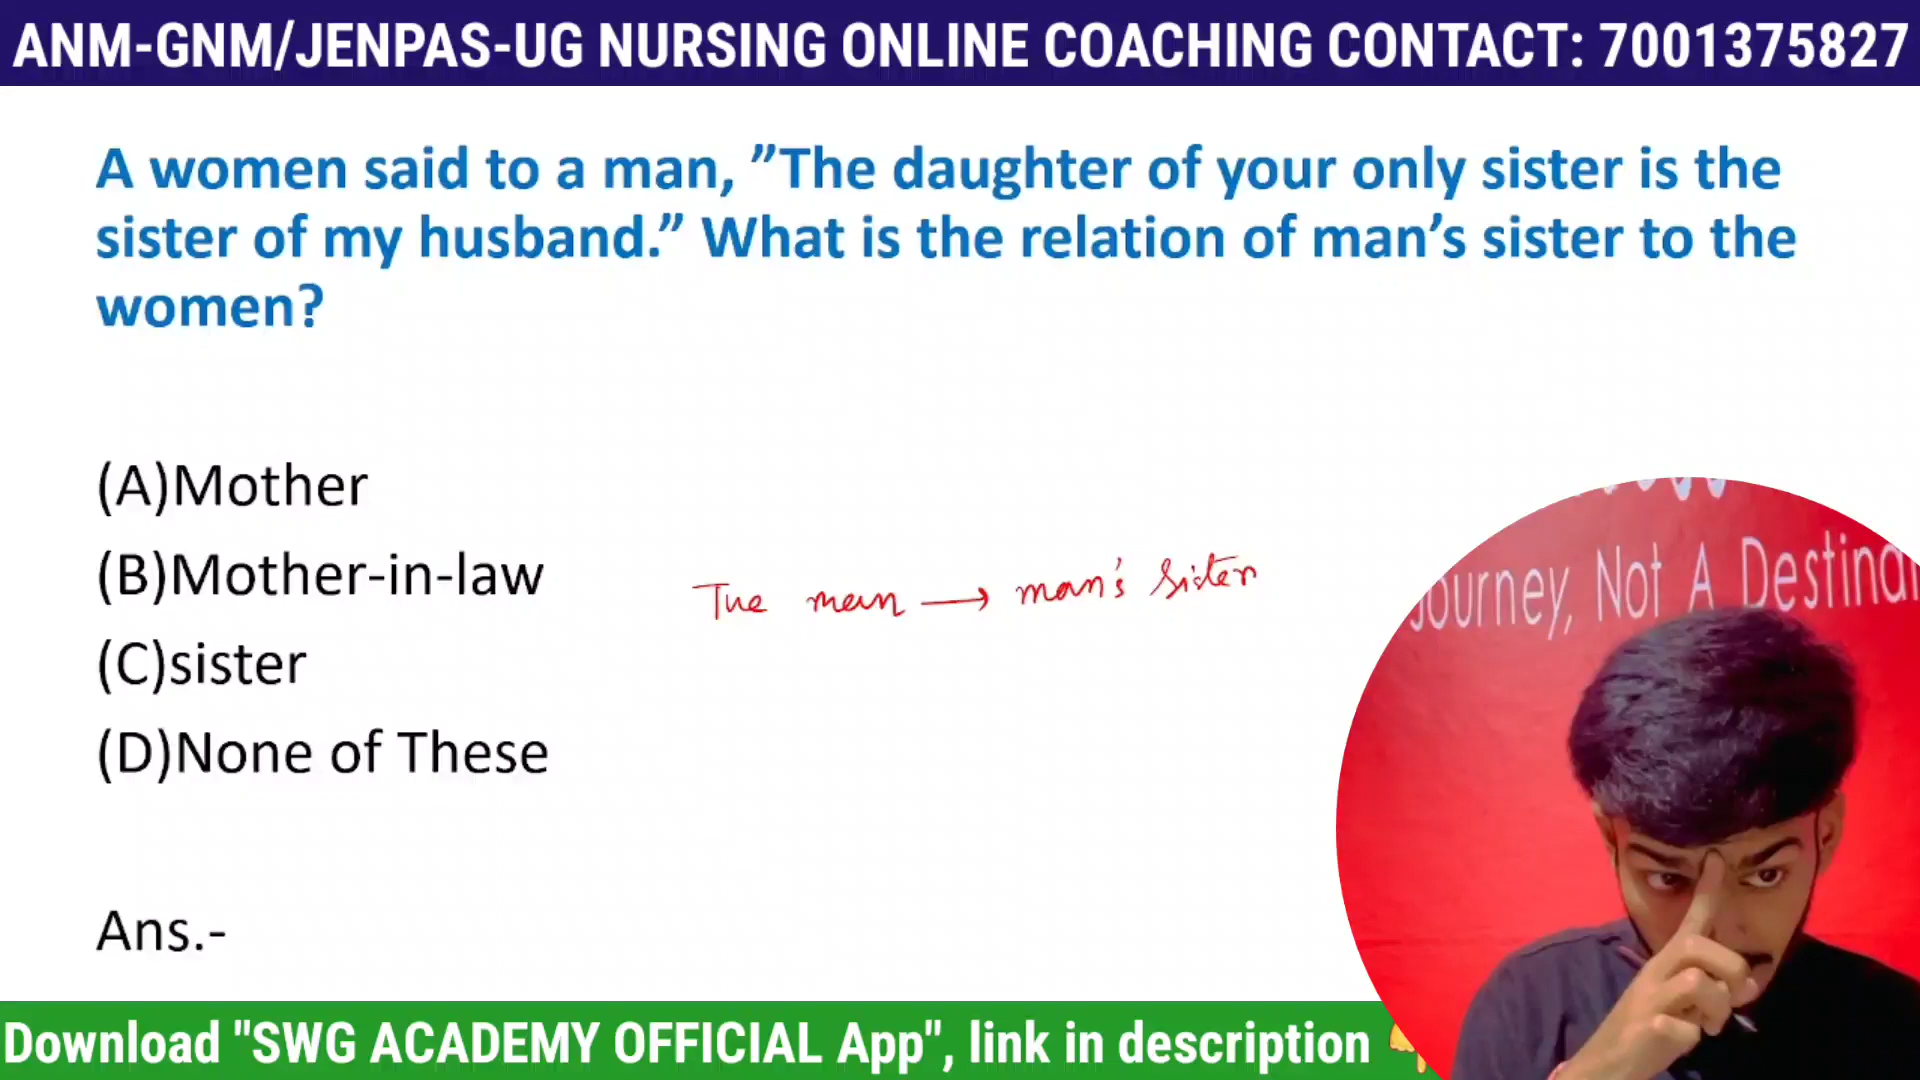 ANM-GNM/JENPAS-UG NURSING ONLINE COACHING CONTACT: 7001375827
A women said to a man, ”The daughter of your only sister is the
sister of my husband.” What is the relation of man’s sister to the
women?
(A)Mother
(B)Mother-in-law
(C)sister
(D)None of These
The man → man's Sister
Journey, Not A
Ans.-
Download "SWG ACADEMY OFFICIAL App", link in description